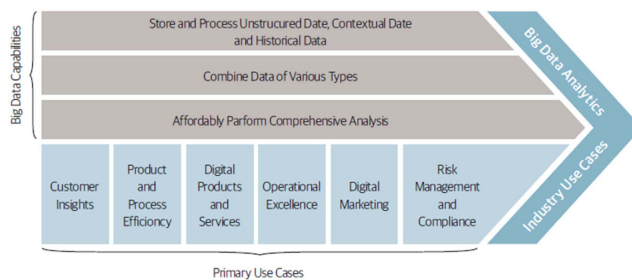 Store and Process Unstrucured Date, Contextual Date
and Historical Data
Combine Data of Various Types
Affordably Parform Comprehensive Analysis
Big Data Capabilities
Big Data Analytics
Customer
Insights
Product
and
Process
Efficiency
Digital
Products
and
Services
Operational
Excellence
Digital
Marketing
Risk
Management
and
Compliance
Industry Use Cases
Primary Use Cases